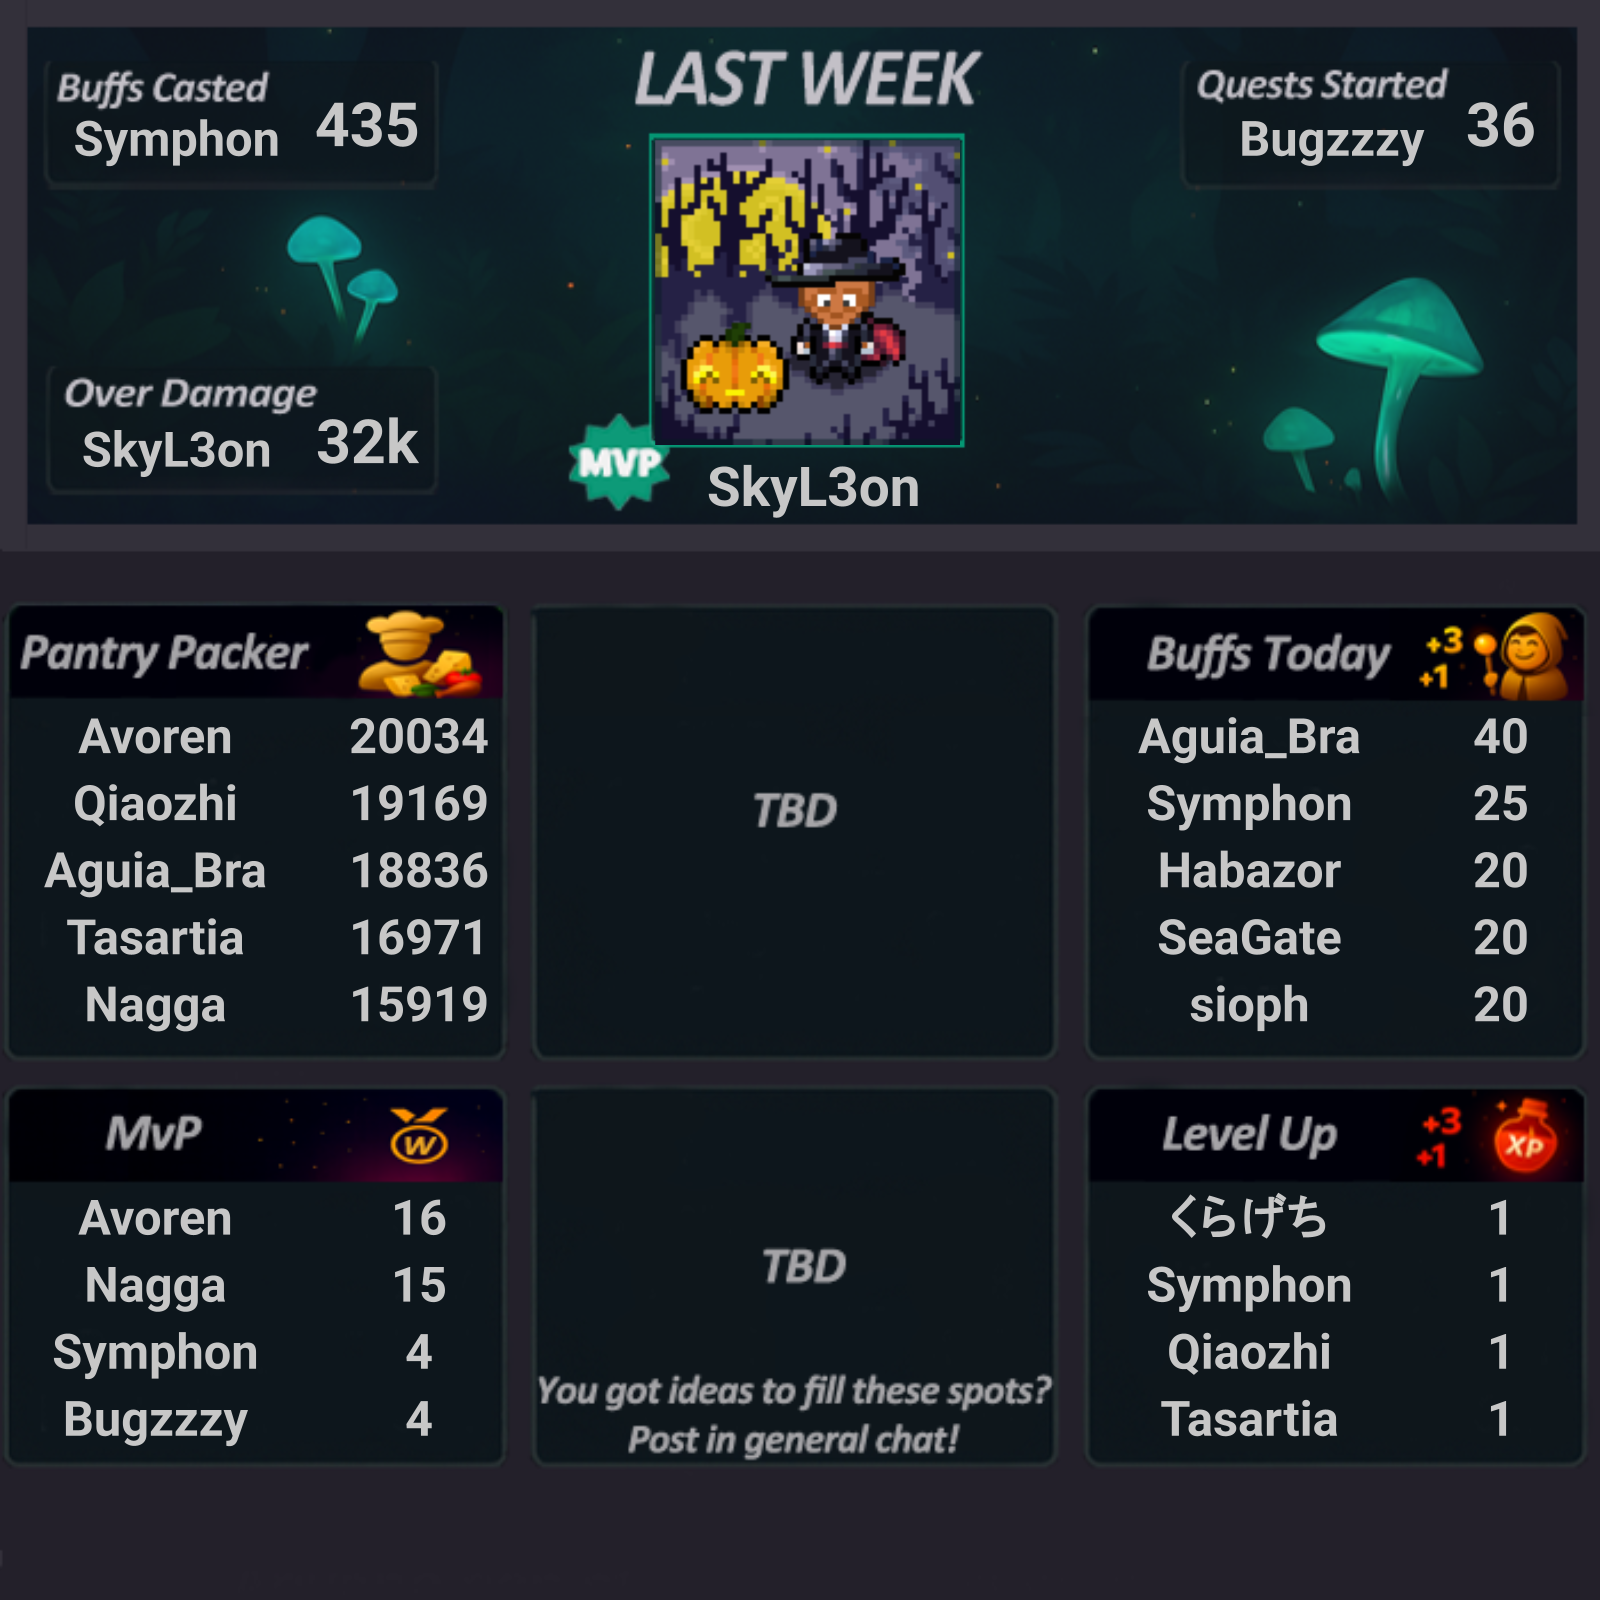 LAST WEEK
Buffs Casted
Symphon 435
Quests Started
Bugzzzy 36
Over Damage
SkyL3on 32k
MVP
SkyL3on
Pantry Packer
Avoren 20034
Qiaozhi 19169
Aguia_Bra 18836
Tasartia 16971
Nagga 15919
TBD
Buffs Today
+3
+1
Aguia_Bra 40
Symphon 25
Habazor 20
SeaGate 20
sioph 20
MvP
W
Avoren 16
Nagga 15
Symphon 4
Bugzzzy 4
TBD
You got ideas to fill these spots?
Post in general chat!
Level Up
+3
+1
XP
くらげち 1
Symphon 1
Qiaozhi 1
Tasartia 1